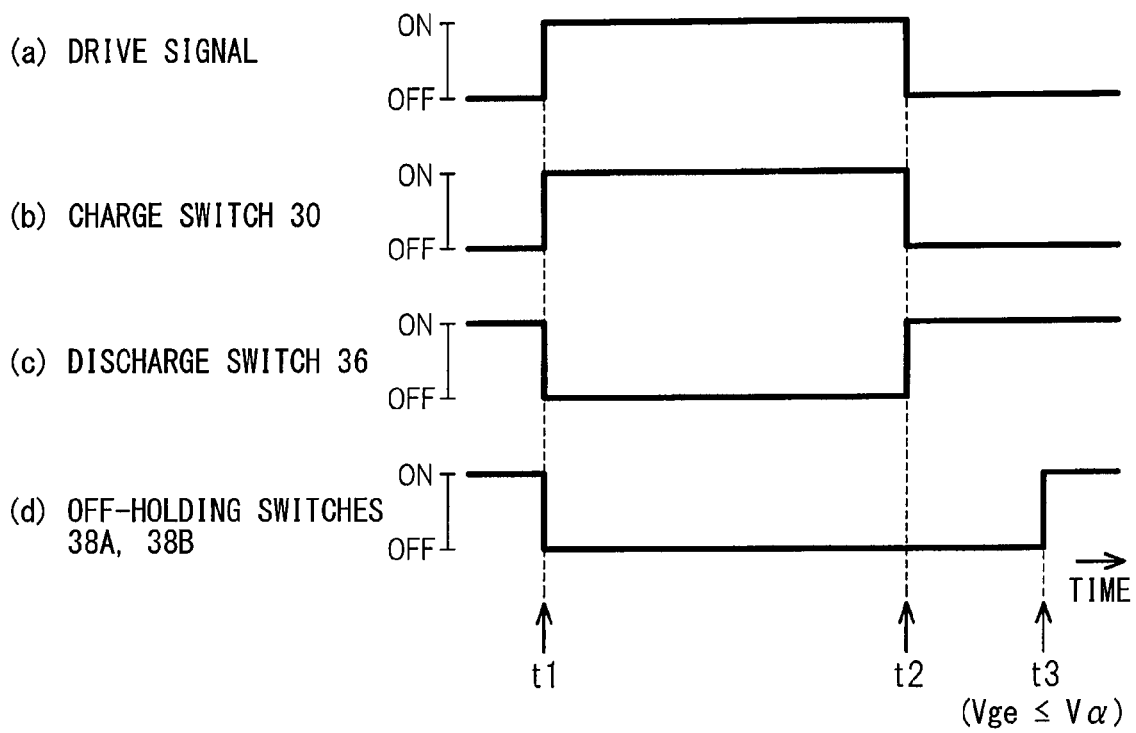 ON
(a) DRIVE SIGNAL
OFF
ON
(b) CHARGE SWITCH 30
OFF
ON
(c) DISCHARGE SWITCH 36
OFF
ON
(d) OFF-HOLDING SWITCHES
38A, 38B
OFF
TIME
t1 t2 t3
(Vge ≤ Vα)